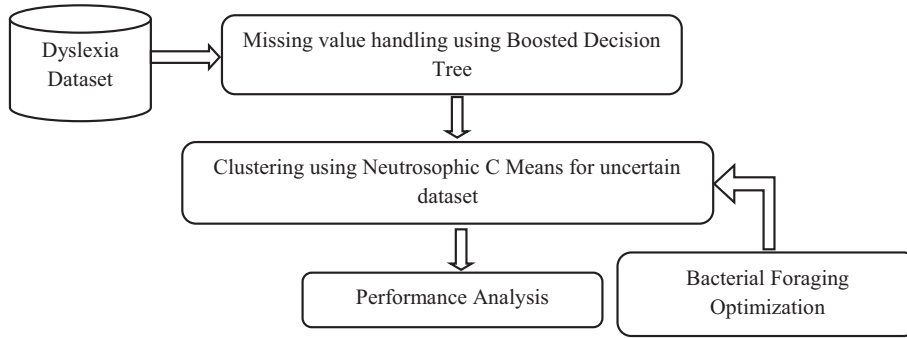 Dyslexia
Dataset
Missing value handling using Boosted Decision
Tree
Clustering using Neutrosophic C Means for uncertain
dataset
Performance Analysis
Bacterial Foraging
Optimization